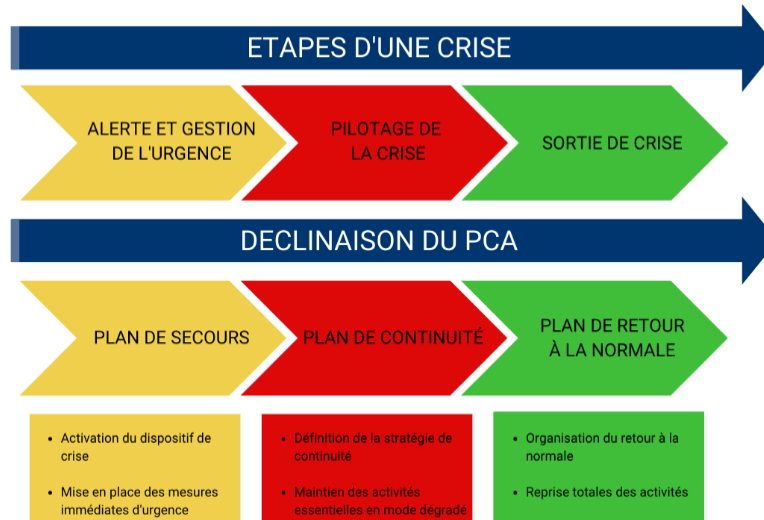 ETAPES D'UNE CRISE
ALERTE ET GESTION
DE L'URGENCE
PILOTAGE DE
LA CRISE
SORTIE DE CRISE
DECLINAISON DU PCA
PLAN DE SECOURS
PLAN DE CONTINUITÉ
PLAN DE RETOUR
À LA NORMALE
• Activation du dispositif de
crise
• Mise en place des mesures
immédiates d'urgence
• Définition de la stratégie de
continuité
• Maintien des activités
essentielles en mode dégradé
• Organisation du retour à la
normale
• Reprise totales des activités